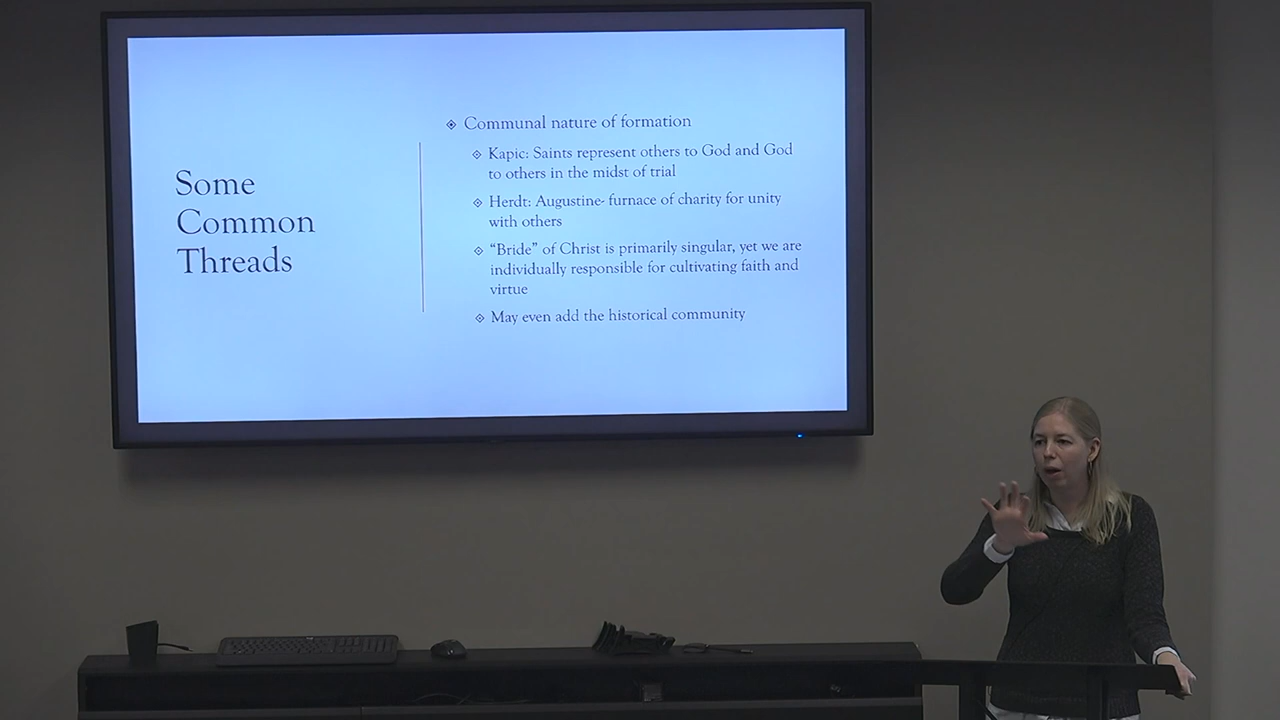 Some
Common
Threads
Communal nature of formation
Kapic: Saints represent others to God and God
to others in the midst of trial
Herdt: Augustine- furnace of charity for unity
with others
“Bride” of Christ is primarily singular, yet we are
individually responsible for cultivating faith and
virtue
May even add the historical community